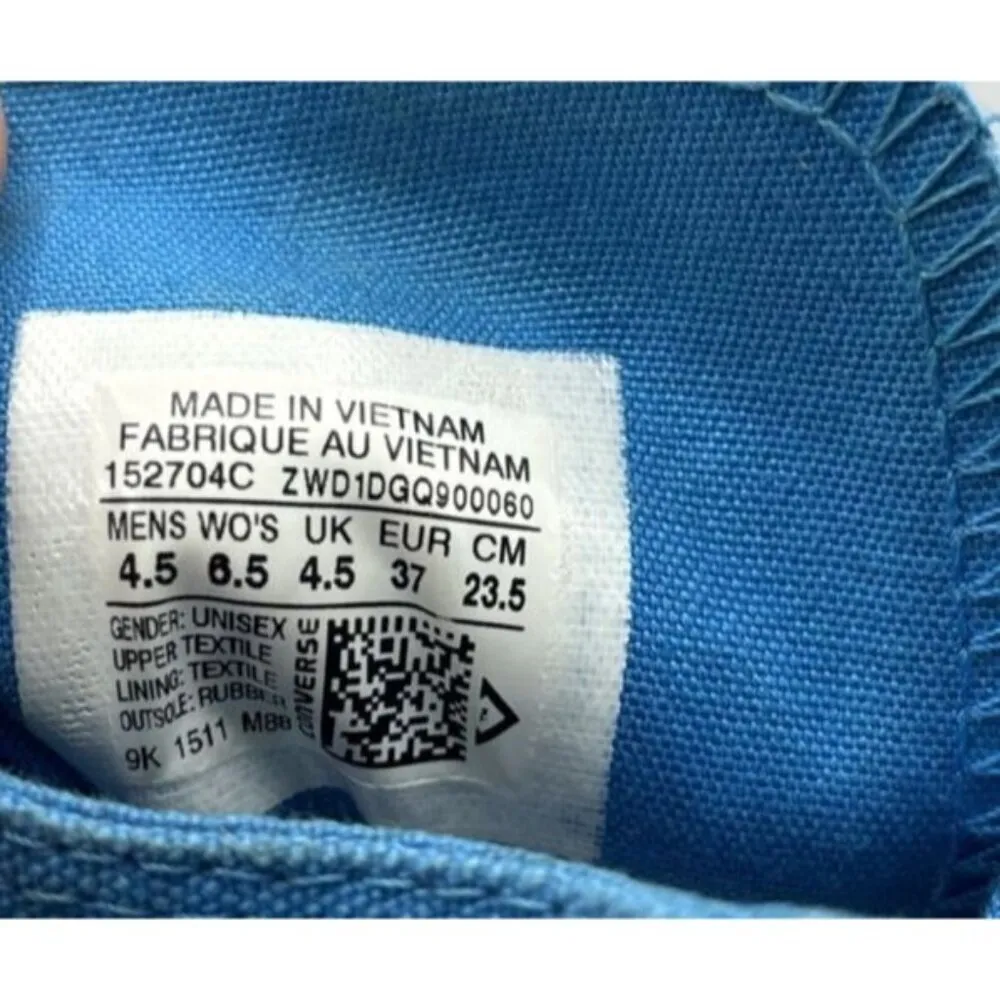 MADE IN VIETNAM
FABRIQUE AU VIETNAM
152704C ZWD1DGQ900060
MENS WO'S UK EUR CM
4.5 6.5 4.5 37 23.5
GENDER: UNISEX
UPPER TEXTILE
LINING: TEXTILE
OUTSOLE: RUBBER
9K 1511 M8B
CONVERSE